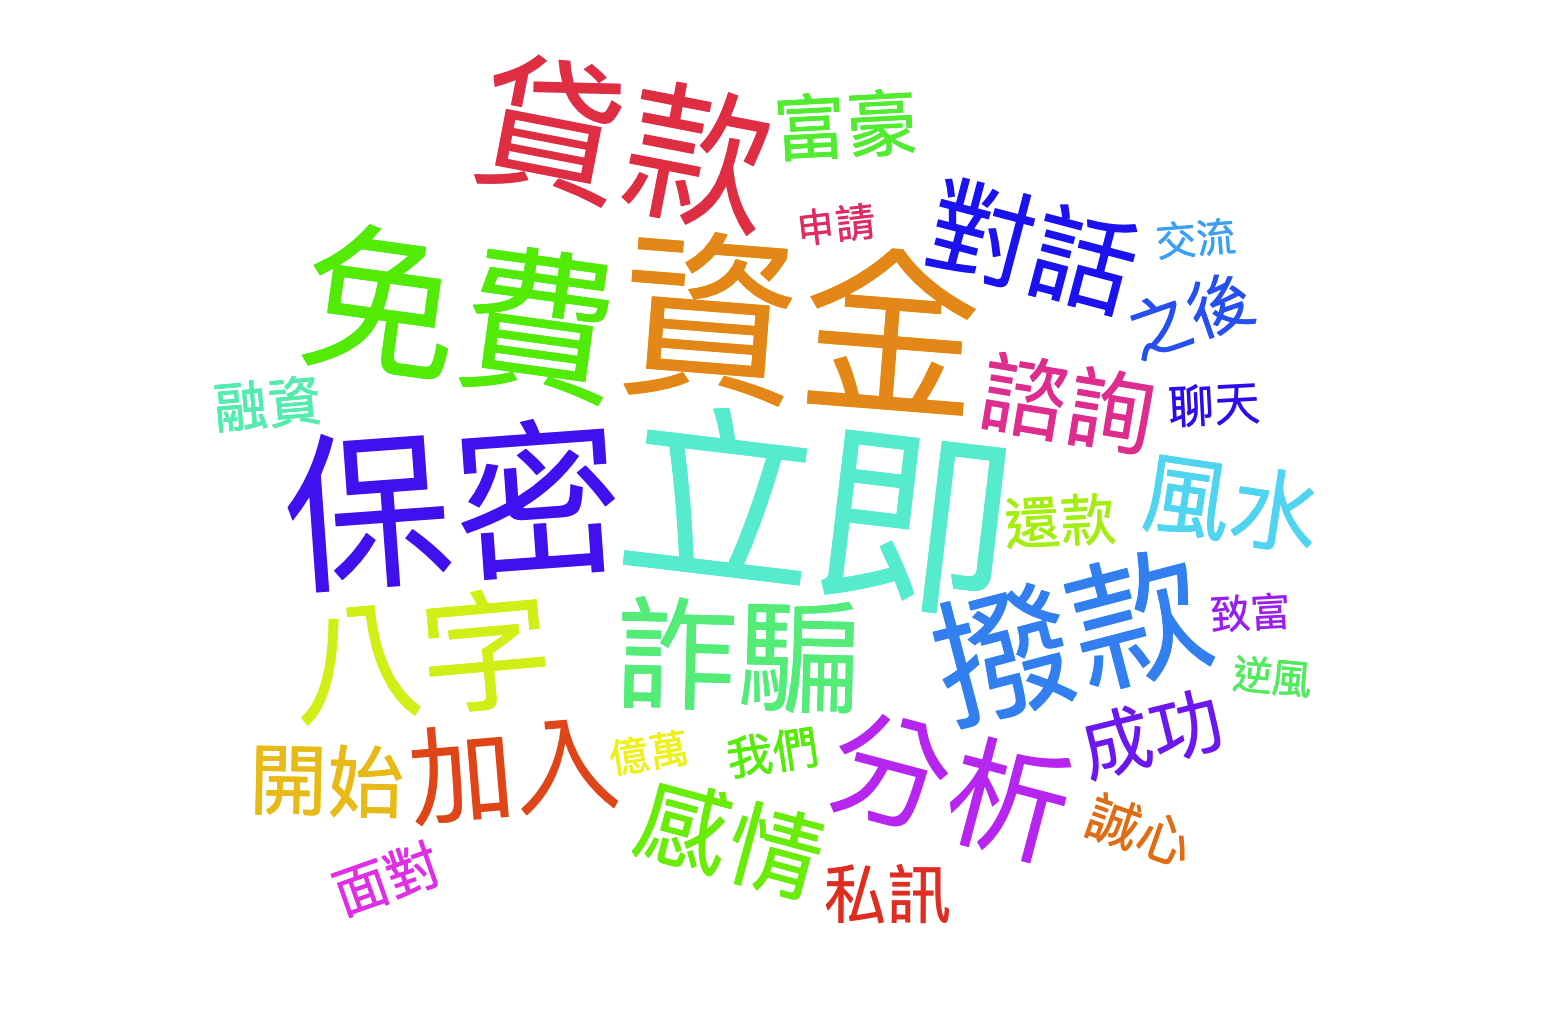 貸款
富豪
申請
對話
交流
免費
資金
之後
融資
諮詢
聊天
保密
立即
還款
風水
八字
詐騙
撥款
致富
逆風
開始
加入
億萬
我們
分析
成功
感情
誠心
面對
私訊